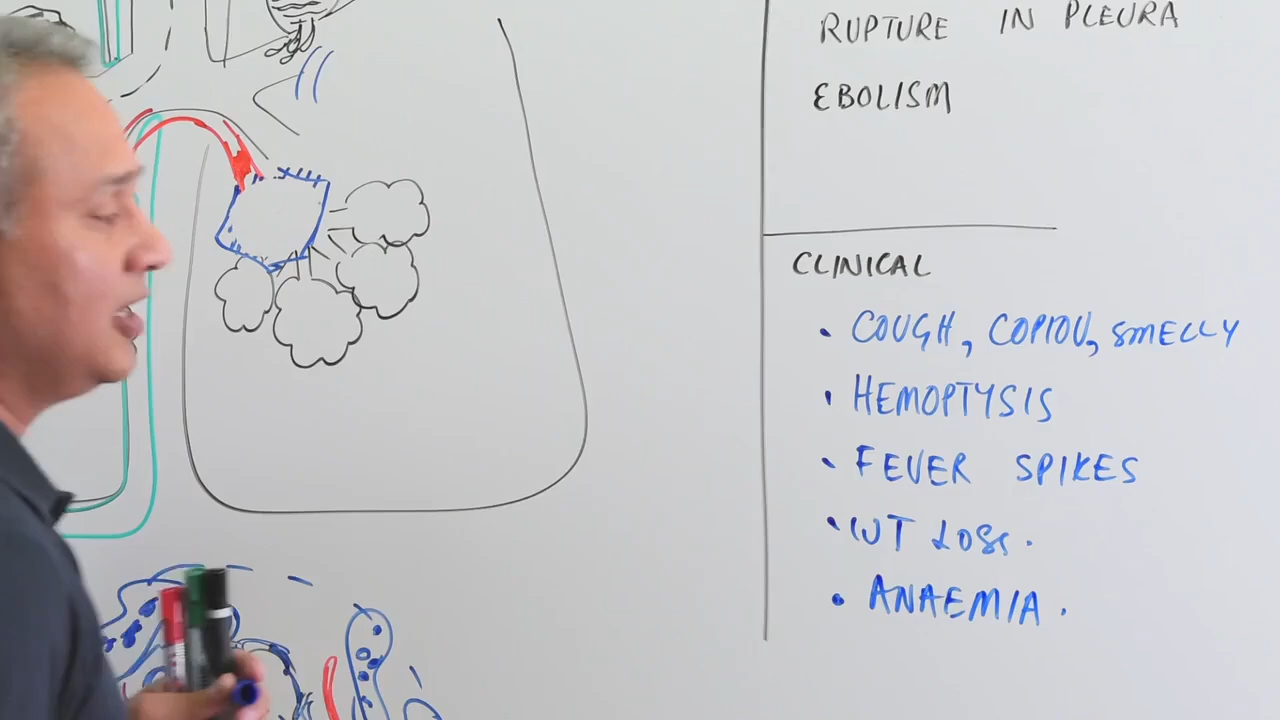 RUPTURE IN PLEURA
EBOLISM
CLINICAL
• COUGH, COPIOU, SMELLY
• HEMOPTYSIS
• FEVER SPIKES
• WT LOSS.
• ANAEMIA.